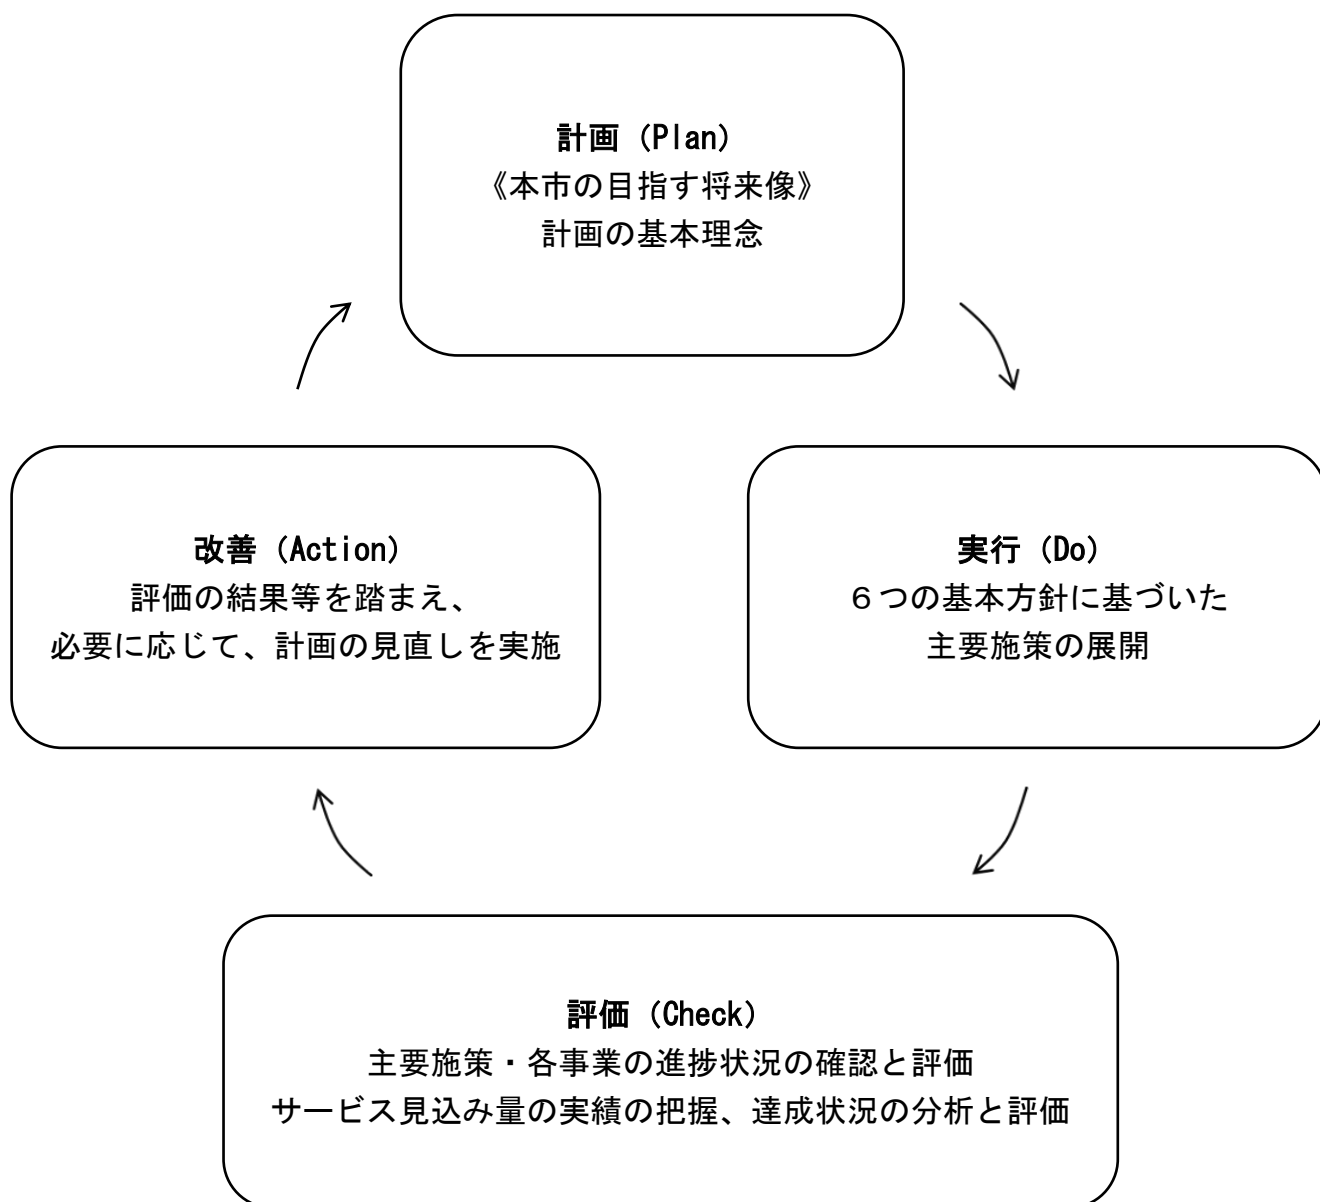 計画（Plan）
《本市の目指す将来像》
計画の基本理念
改善（Action）
評価の結果等を踏まえ、
必要に応じて、計画の見直しを実施
実行（Do）
６つの基本方針に基づいた
主要施策の展開
評価（Check）
主要施策・各事業の進捗状況の確認と評価
サービス見込み量の実績の把握、達成状況の分析と評価